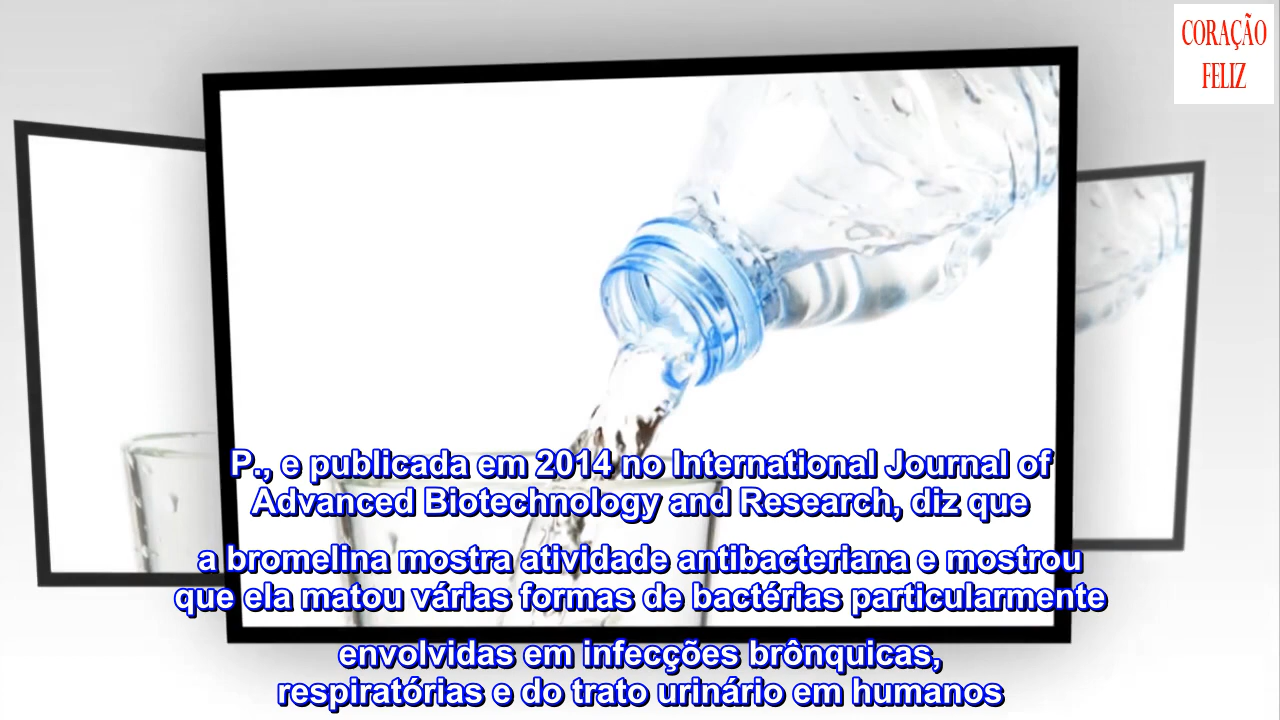 CORAÇÃO
FELIZ
P., e publicada em 2014 no International Journal of
Advanced Biotechnology and Research, diz que
a bromelina mostra atividade antibacteriana e mostrou
que ela matou várias formas de bactérias particularmente
envolvidas em infecções brônquicas,
respiratórias e do trato urinário em humanos